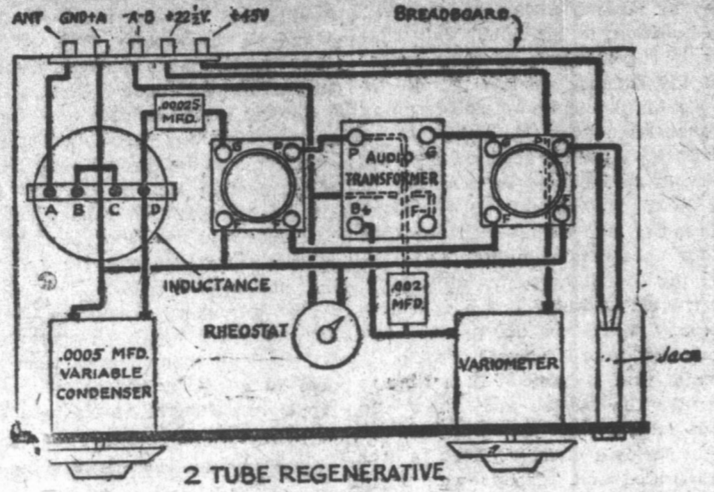 ANT GND+A -A-B +22½V. +45V
BREADBOARD
.00025
MFD.
G P
P G
G P
AUDIO
TRANSFORMER
A B C D
F F
B+ F-
F F
INDUCTANCE
.002
MFD.
RHEOSTAT
.0005 MFD.
VARIABLE
CONDENSER
VARIOMETER
JACK
2 TUBE REGENERATIVE